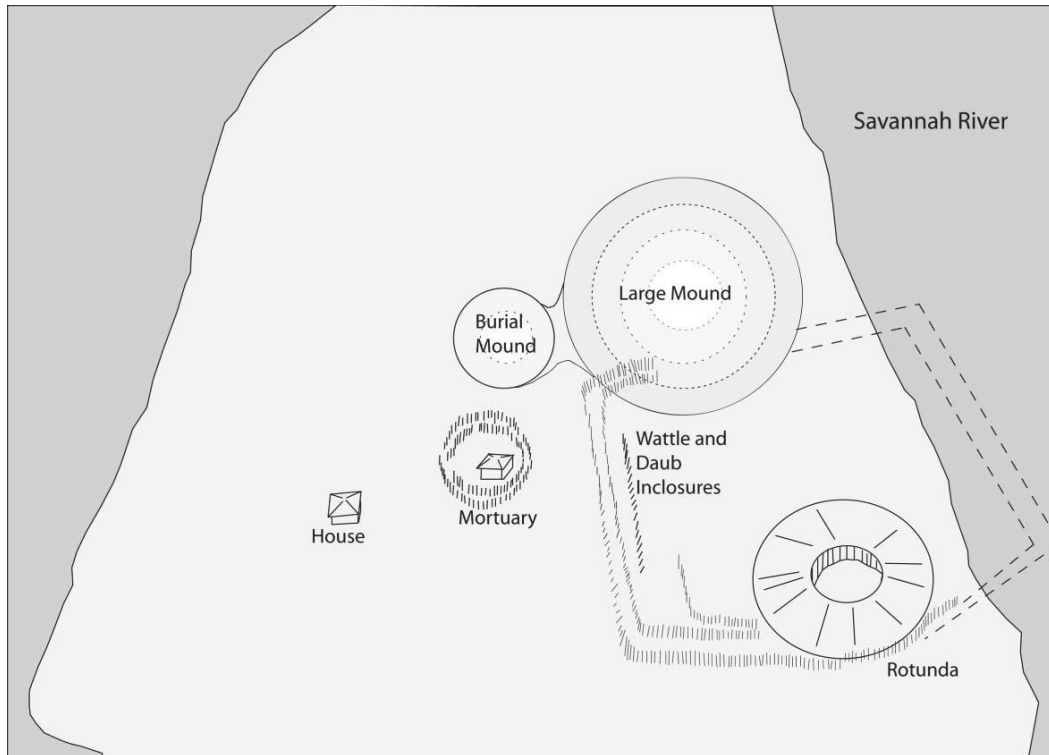 Savannah River
Large Mound
Burial
Mound
Wattle and
Daub
Inclosures
Mortuary
House
Rotunda